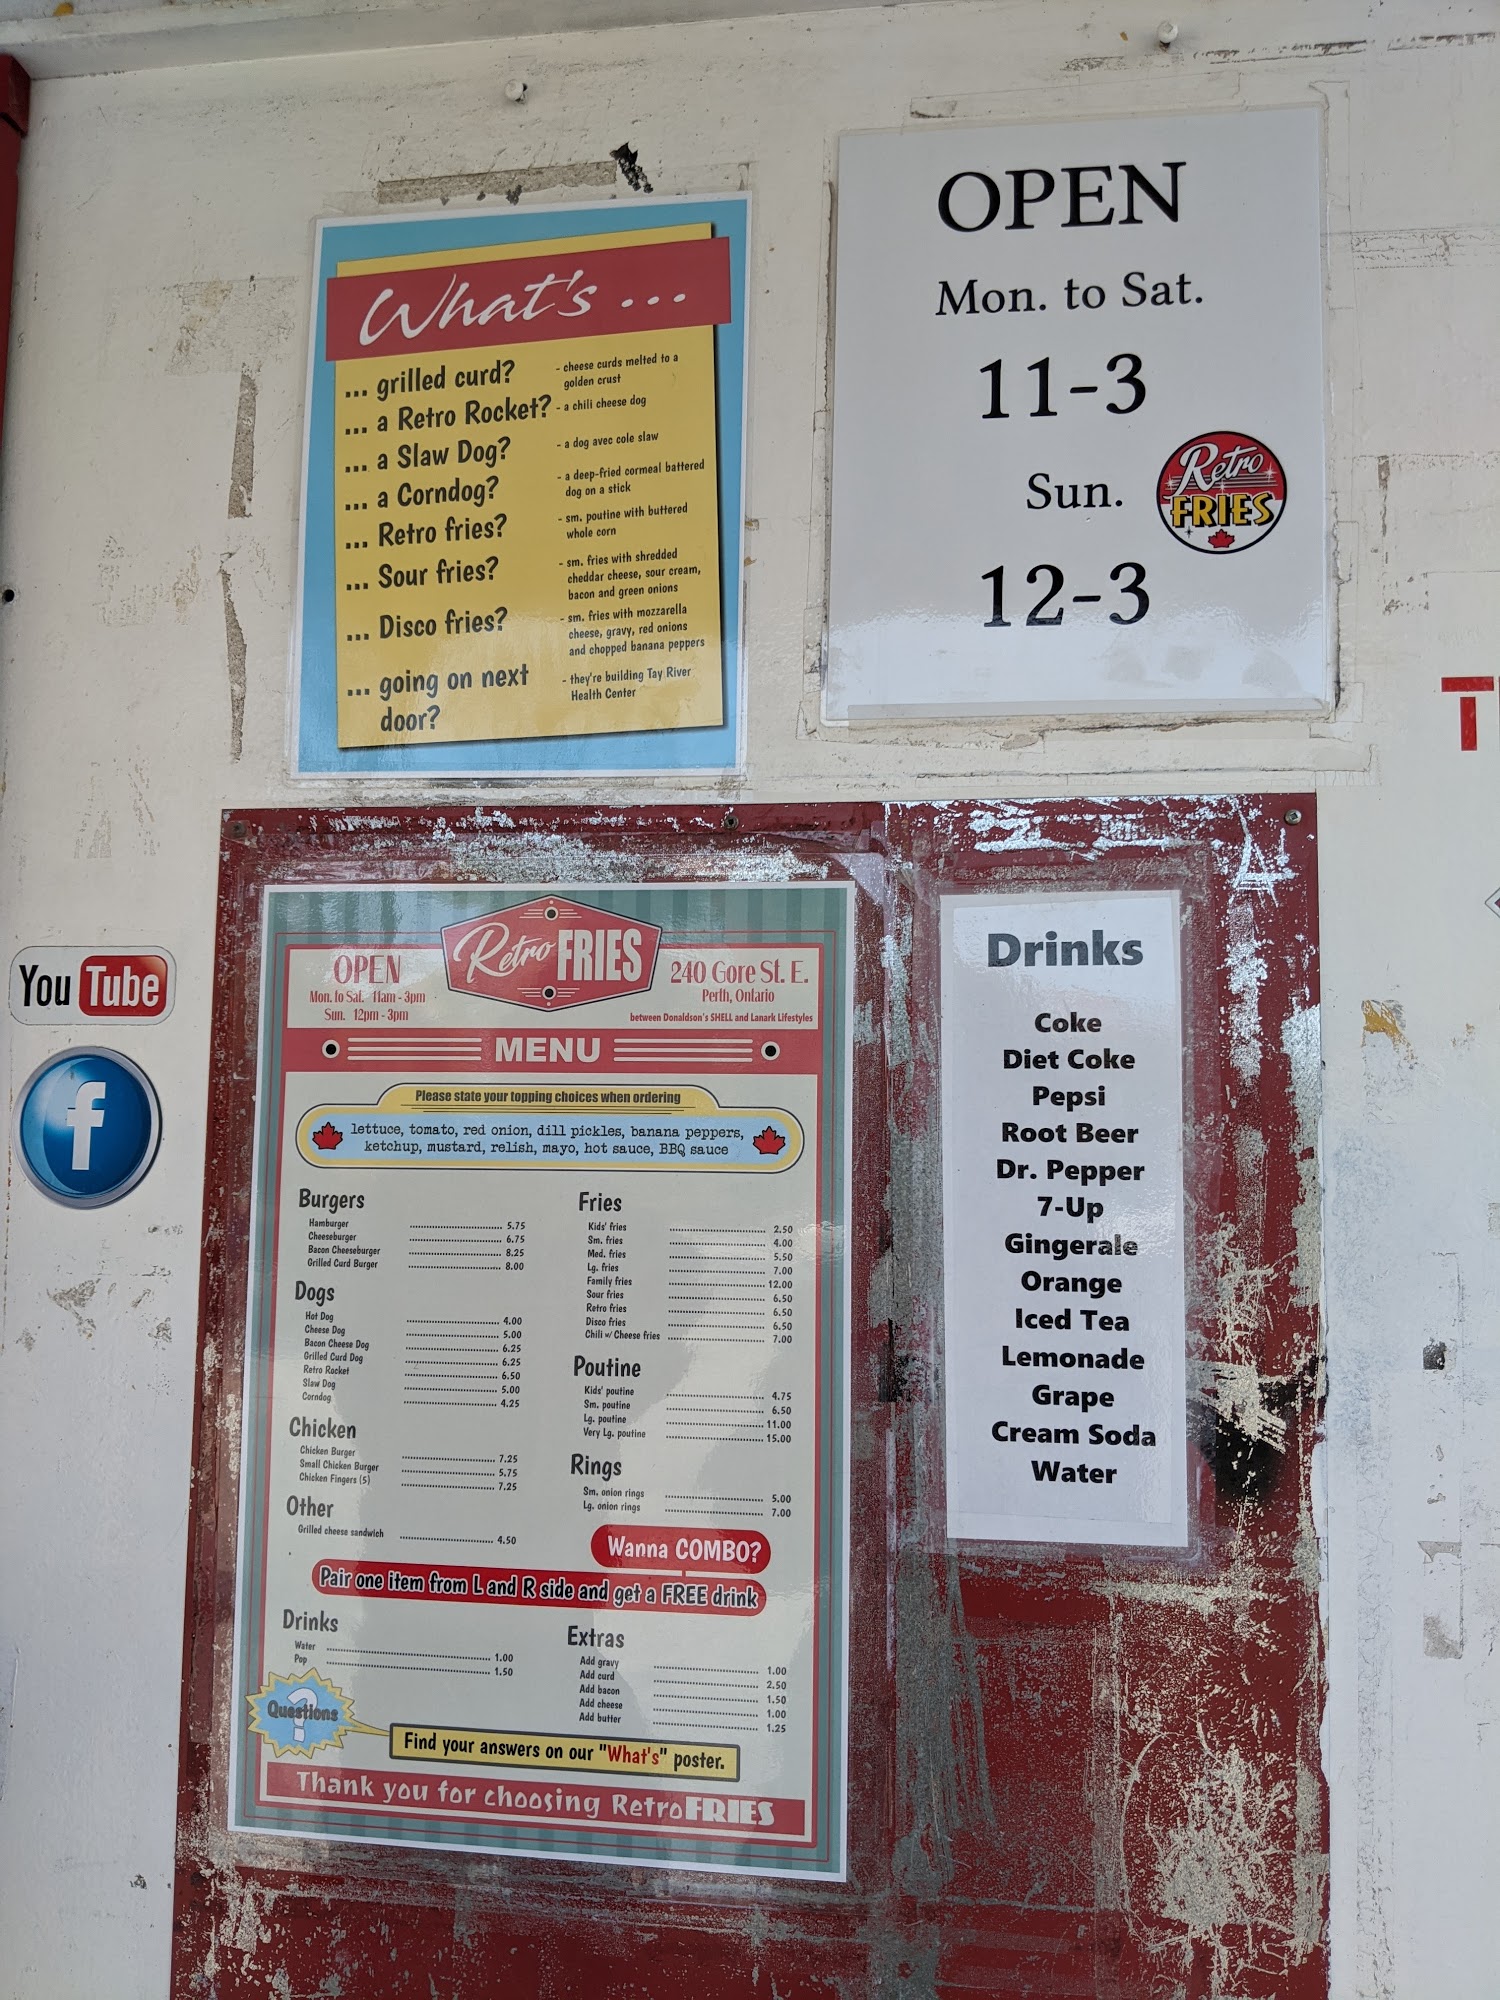 What's ...
... grilled curd? - cheese curds melted to a
golden crust
... a Retro Rocket? - a chili cheese dog
... a Slaw Dog? - a dog avec cole slaw
... a Corndog? - a deep-fried cormeal battered
dog on a stick
... Retro fries? - sm. poutine with buttered
whole corn
... Sour fries? - sm. fries with shredded
cheddar cheese, sour cream,
bacon and green onions
... Disco fries? - sm. fries with mozzarella
cheese, gravy, red onions
and chopped banana peppers
... going on next - they're building Tay River
door? Health Center
OPEN
Mon. to Sat.
11-3
Sun.
12-3
Retro
FRIES
You Tube
f
OPEN
Mon. to Sat. 11am - 3pm
Sun. 12pm - 3pm
Retro FRIES
240 Gore St. E.
Perth, Ontario
between Donaldson's SHELL and Lanark Lifestyles
MENU
Please state your topping choices when ordering
lettuce, tomato, red onion, dill pickles, banana peppers,
ketchup, mustard, relish, mayo, hot sauce, BBQ sauce
Burgers
Hamburger 5.75
Cheeseburger 6.75
Bacon Cheeseburger 8.25
Grilled Curd Burger 8.00
Dogs
Hot Dog 4.00
Cheese Dog 5.00
Bacon Cheese Dog 6.25
Grilled Curd Dog 6.25
Retro Rocket 6.50
Slaw Dog 5.00
Corndog 4.25
Chicken
Chicken Burger 7.25
Small Chicken Burger 5.75
Chicken Fingers (5) 7.25
Other
Grilled cheese sandwich 4.50
Fries
Kids' fries 2.50
Sm. fries 4.00
Med. fries 5.50
Lg. fries 7.00
Family fries 12.00
Sour fries 6.50
Retro fries 6.50
Disco fries 6.50
Chili w/ Cheese fries 7.00
Poutine
Kids' poutine 4.75
Sm. poutine 6.50
Lg. poutine 11.00
Very Lg. poutine 15.00
Rings
Sm. onion rings 5.00
Lg. onion rings 7.00
Wanna COMBO?
Pair one item from L and R side and get a FREE drink
Drinks
Water 1.00
Pop 1.50
Extras
Add gravy 1.00
Add curd 2.50
Add bacon 1.50
Add cheese 1.00
Add butter 1.25
Questions
?
Find your answers on our "What's" poster.
Thank you for choosing RetroFRIES
Drinks
Coke
Diet Coke
Pepsi
Root Beer
Dr. Pepper
7-Up
Gingerale
Orange
Iced Tea
Lemonade
Grape
Cream Soda
Water